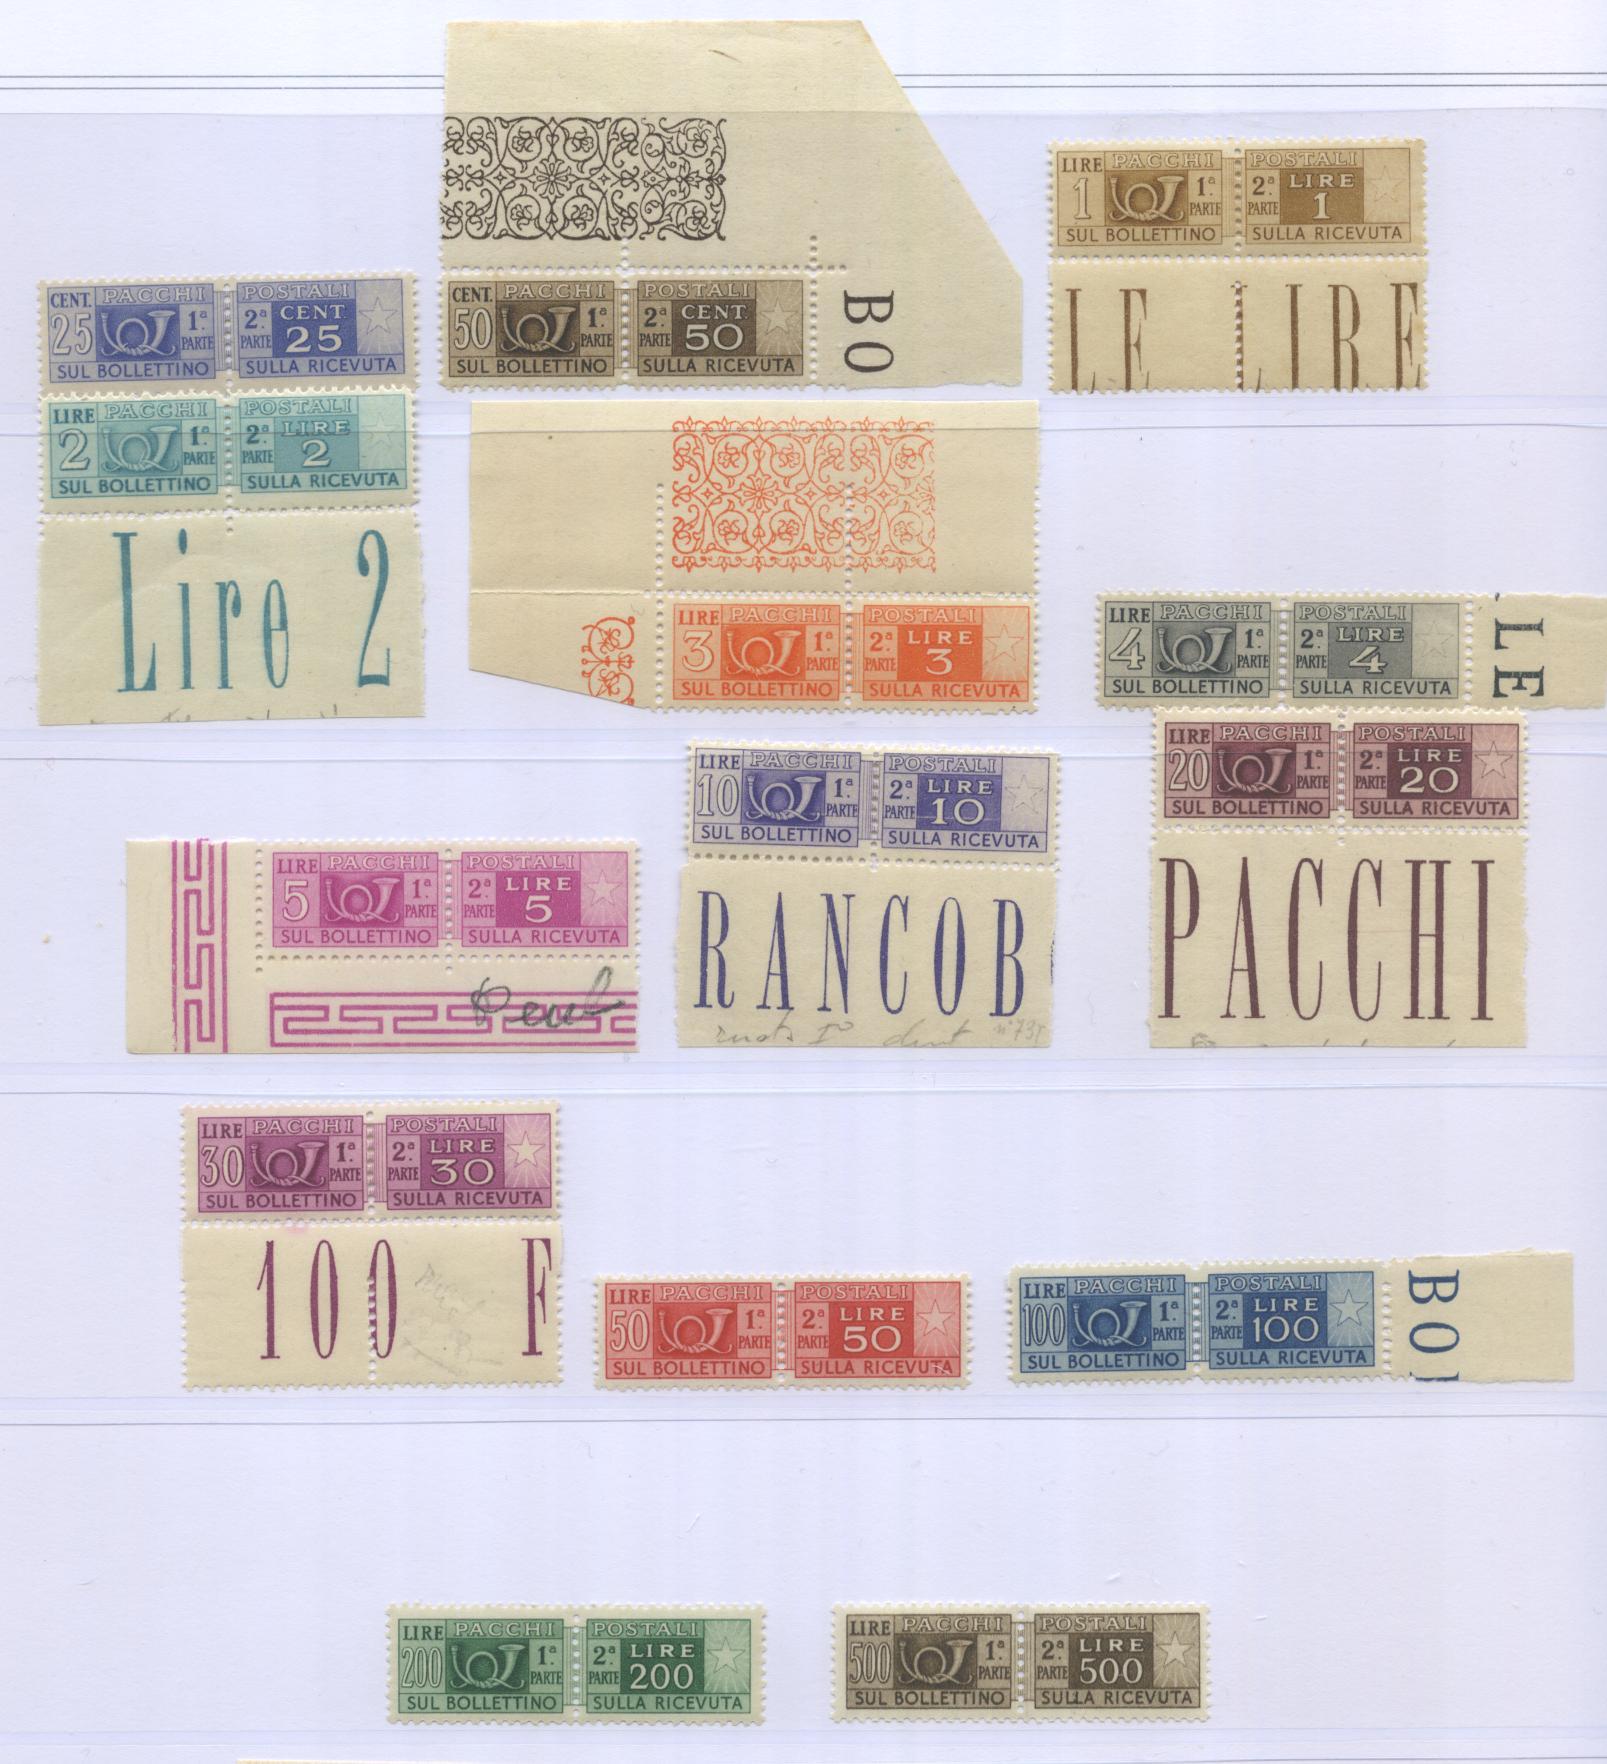 CENT. PACCHI POSTALI
25 1ª PARTE 2ª PARTE CENT. 25
SUL BOLLETTINO SULLA RICEVUTA
CENT. PACCHI POSTALI
50 1ª PARTE 2ª PARTE CENT. 50
SUL BOLLETTINO SULLA RICEVUTA
BO
LIRE PACCHI POSTALI
1 1ª PARTE 2ª PARTE LIRE 1
SUL BOLLETTINO SULLA RICEVUTA
LE LIRE
LIRE PACCHI POSTALI
2 1ª PARTE 2ª PARTE LIRE 2
SUL BOLLETTINO SULLA RICEVUTA
Lire 2
LIRE PACCHI POSTALI
3 1ª PARTE 2ª PARTE LIRE 3
SUL BOLLETTINO SULLA RICEVUTA
LIRE PACCHI POSTALI
4 1ª PARTE 2ª PARTE LIRE 4
SUL BOLLETTINO SULLA RICEVUTA
LE
LIRE PACCHI POSTALI
5 1ª PARTE 2ª PARTE LIRE 5
SUL BOLLETTINO SULLA RICEVUTA
LIRE PACCHI POSTALI
10 1ª PARTE 2ª PARTE LIRE 10
SUL BOLLETTINO SULLA RICEVUTA
RANCOB
LIRE PACCHI POSTALI
20 1ª PARTE 2ª PARTE LIRE 20
SUL BOLLETTINO SULLA RICEVUTA
PACCHI
LIRE PACCHI POSTALI
30 1ª PARTE 2ª PARTE LIRE 30
SUL BOLLETTINO SULLA RICEVUTA
100 F
LIRE PACCHI POSTALI
50 1ª PARTE 2ª PARTE LIRE 50
SUL BOLLETTINO SULLA RICEVUTA
LIRE PACCHI POSTALI
100 1ª PARTE 2ª PARTE LIRE 100
SUL BOLLETTINO SULLA RICEVUTA
BO
LIRE PACCHI POSTALI
200 1ª PARTE 2ª PARTE LIRE 200
SUL BOLLETTINO SULLA RICEVUTA
LIRE PACCHI POSTALI
500 1ª PARTE 2ª PARTE LIRE 500
SUL BOLLETTINO SULLA RICEVUTA